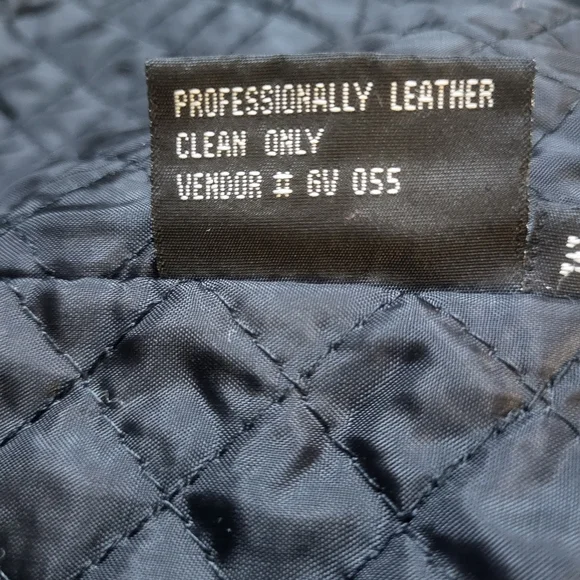 PROFESSIONALLY LEATHER
CLEAN ONLY
VENDOR # GV 055